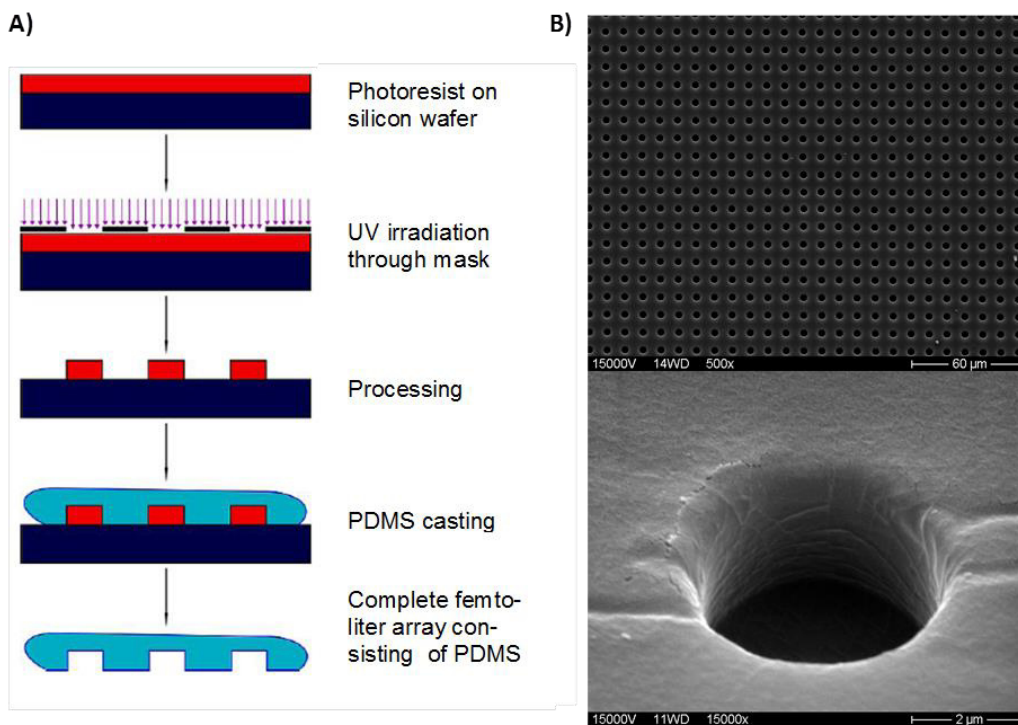 A)
Photoresist on
silicon wafer
UV irradiation
through mask
Processing
PDMS casting
Complete femto-
liter array con-
sisting of PDMS
B)
15000V 14WD 500x 60 µm
15000V 11WD 15000x 2 µm